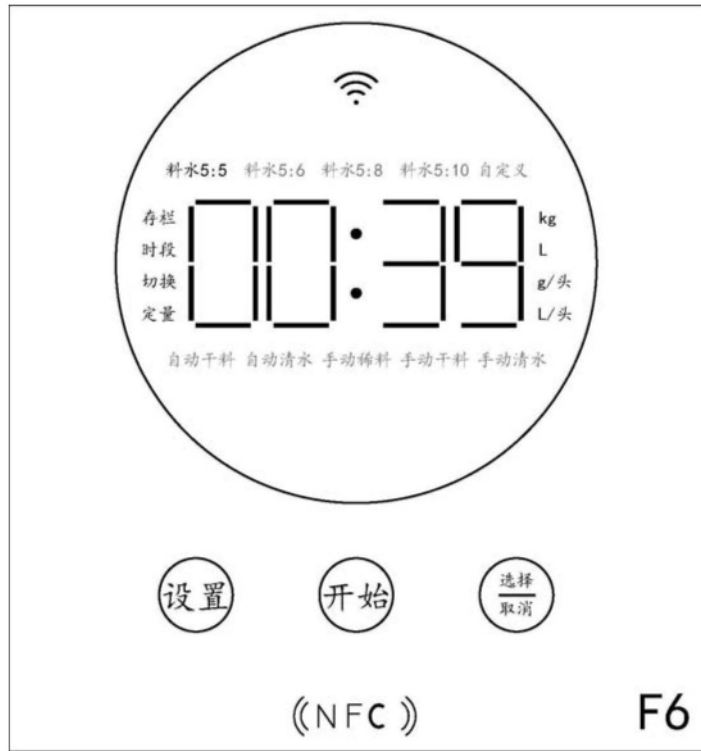 料水5:5 料水5:6 料水5:8 料水5:10 自定义
存栏
时段
切换
定量
00:39
kg
L
g/头
L/头
自动干料 自动清水 手动稀料 手动干料 手动清水
设置
开始
选择
取消
NFC
F6